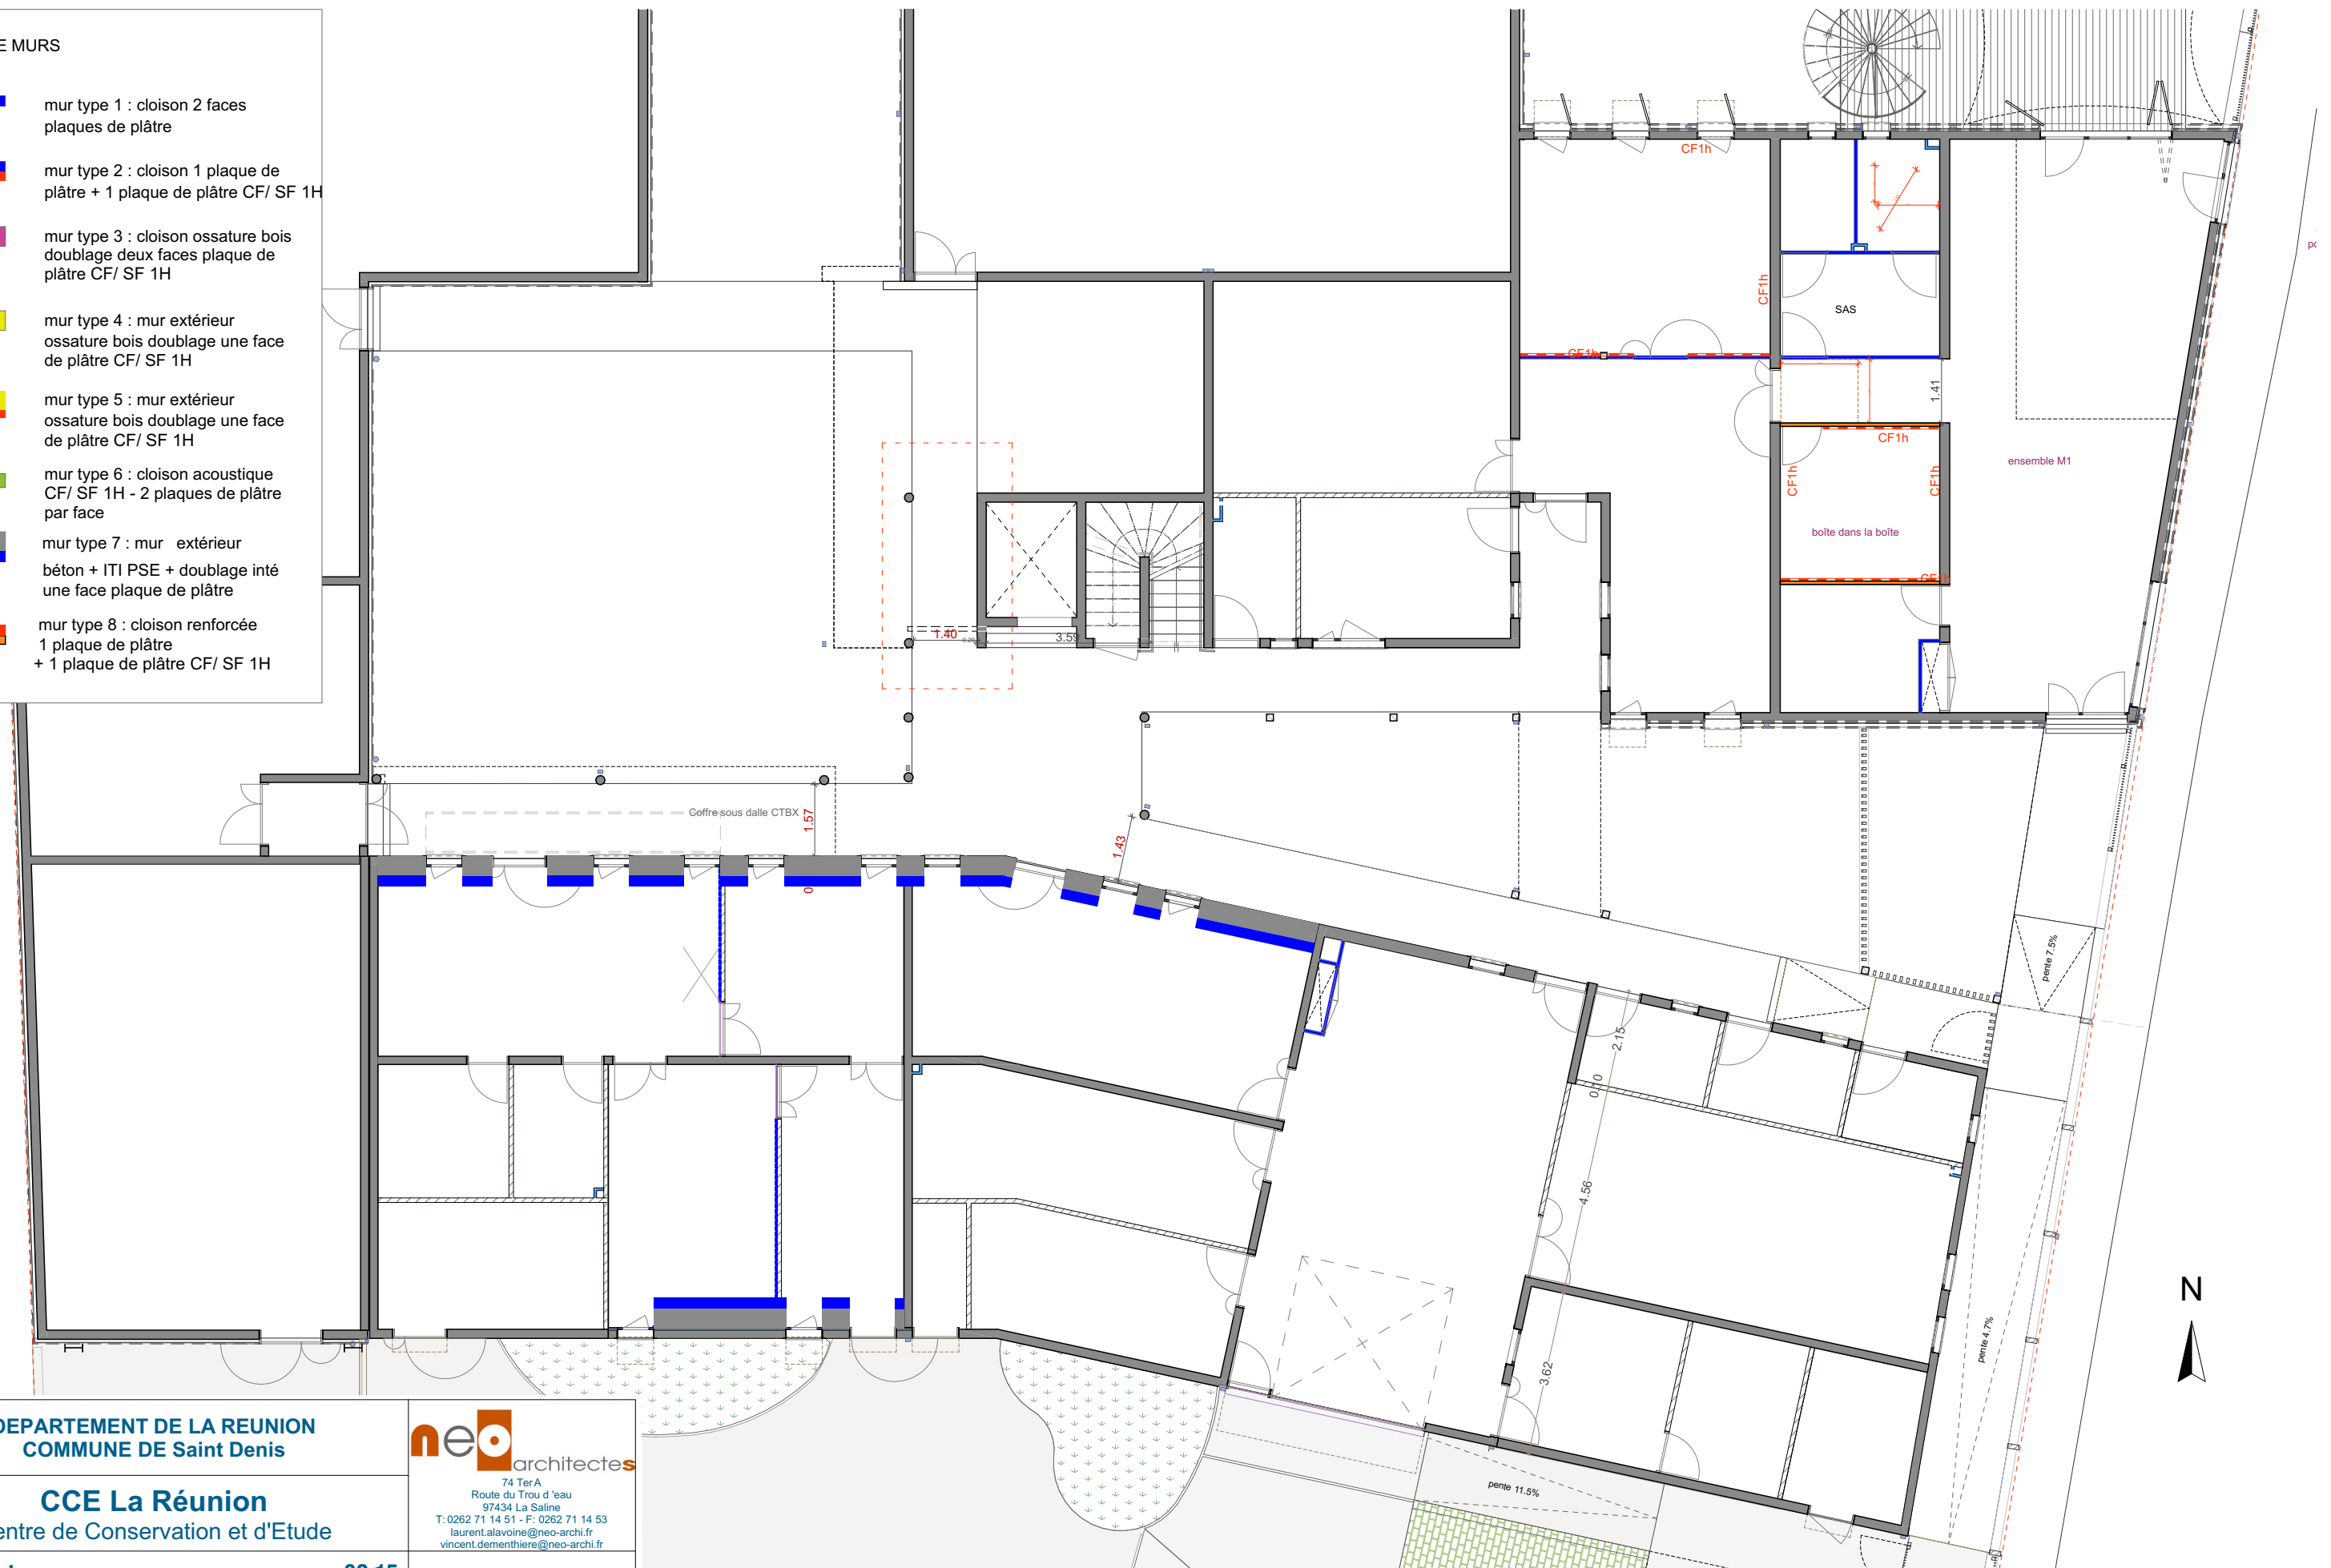 E MURS
mur type 1 : cloison 2 faces
plaques de plâtre
mur type 2 : cloison 1 plaque de
plâtre + 1 plaque de plâtre CF/ SF 1H
mur type 3 : cloison ossature bois
doublage deux faces plaque de
plâtre CF/ SF 1H
mur type 4 : mur extérieur
ossature bois doublage une face
de plâtre CF/ SF 1H
mur type 5 : mur extérieur
ossature bois doublage une face
de plâtre CF/ SF 1H
mur type 6 : cloison acoustique
CF/ SF 1H - 2 plaques de plâtre
par face
mur type 7 : mur extérieur
béton + ITI PSE + doublage inté
une face plaque de plâtre
mur type 8 : cloison renforcée
1 plaque de plâtre
+ 1 plaque de plâtre CF/ SF 1H
CF1h
CF1h
SAS
CF1h
1.41
CF1h
CF1h
CF1h
ensemble M1
boîte dans la boîte
CF1h
po
1.40
0.20
3.59
Coffre sous dalle CTBX
1.57
0
1.43
pente 7.5%
2.15
0.10
4.56
3.62
pente 4.7%
pente 11.5%
N
DEPARTEMENT DE LA REUNION
COMMUNE DE Saint Denis
CCE La Réunion
entre de Conservation et d'Etude
neo
architectes
74 Ter A
Route du Trou d 'eau
97434 La Saline
T: 0262 71 14 51 - F: 0262 71 14 53
laurent.alavoine@neo-archi.fr
vincent.dementhiere@neo-archi.fr